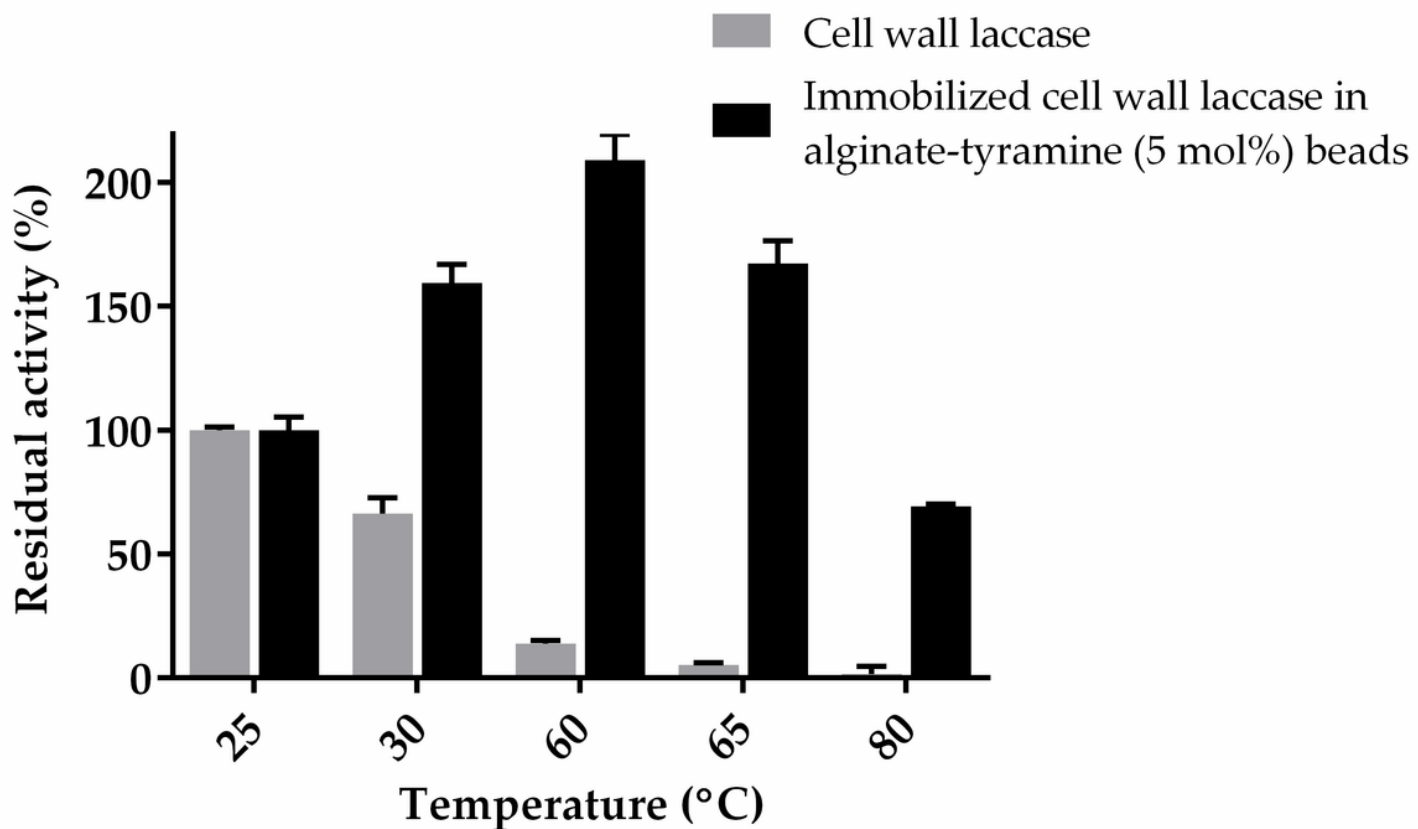 Cell wall laccase
Immobilized cell wall laccase in
alginate-tyramine (5 mol%) beads
Residual activity (%)
200
150
100
50
0
25
30
60
65
80
Temperature (°C)